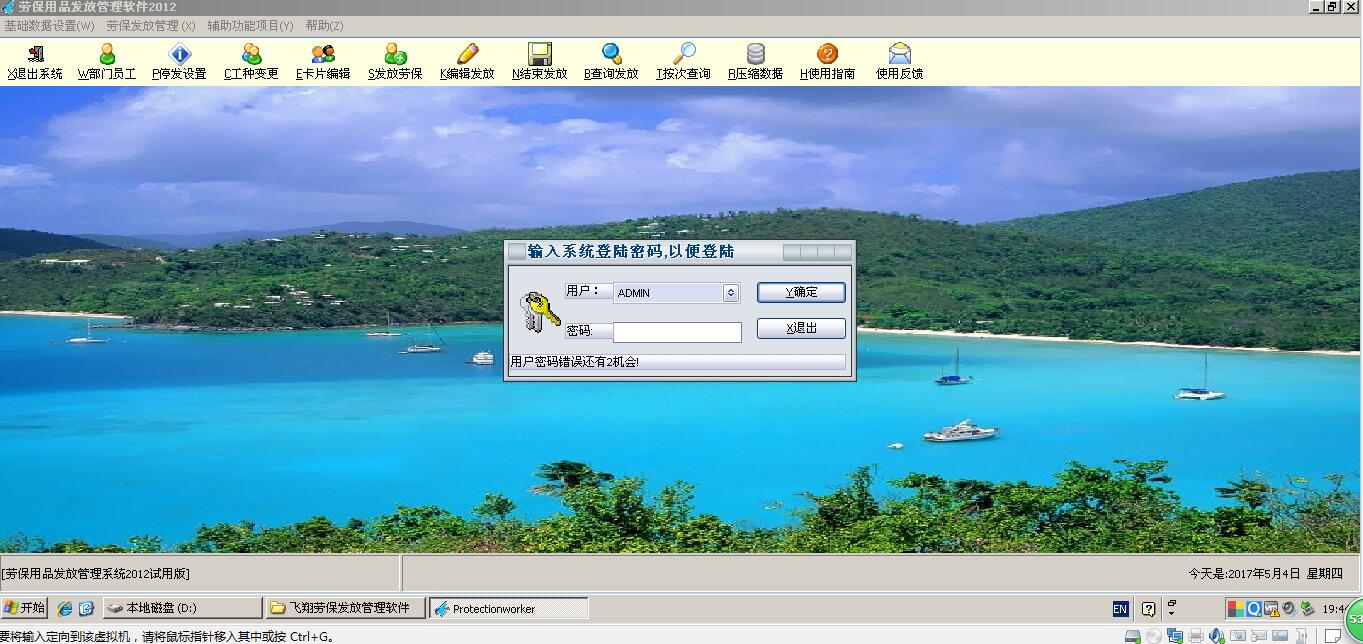 劳保用品发放管理软件2012
基础数据设置(W) 劳保发放管理(X) 辅助功能项目(Y) 帮助(Z)
X退出系统 W部门员工 P停发设置 C工种变更 E卡片编辑 S发放劳保 K编辑发放 N结束发放 B查询发放 T按次查询 R压缩数据 H使用指南 使用反馈
输入系统登陆密码,以便登陆
用户： ADMIN Y确定
密码: X退出
用户密码错误还有2机会!
[劳保用品发放管理系统2012试用版] 今天是:2017年5月4日 星期四
开始 本地磁盘 (D:) 飞翔劳保发放管理软件 Protectionworker EN
要将输入定向到该虚拟机，请将鼠标指针移入其中或按 Ctrl+G。